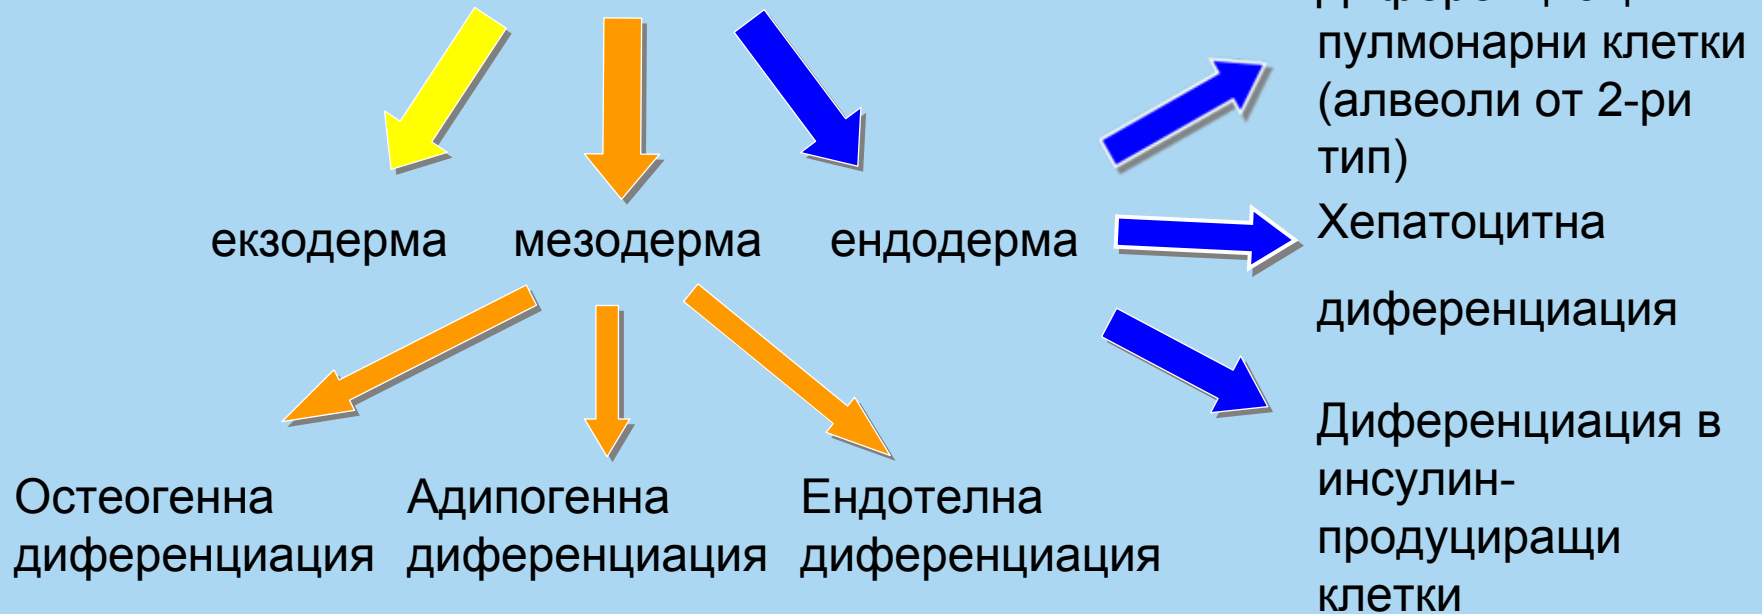 пулмонарни клетки
(алвеоли от 2-ри
тип)
екзодерма мезодерма ендодерма
Хепатоцитна
диференциация
Диференциация в
инсулин-
продуциращи
клетки
Остеогенна
диференциация
Адипогенна
диференциация
Ендотелна
диференциация